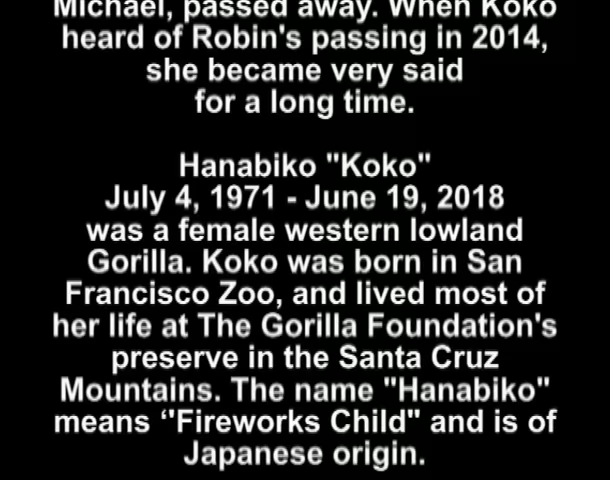 Michael, passed away. When Koko
heard of Robin's passing in 2014,
she became very said
for a long time.
Hanabiko "Koko"
July 4, 1971 - June 19, 2018
was a female western lowland
Gorilla. Koko was born in San
Francisco Zoo, and lived most of
her life at The Gorilla Foundation's
preserve in the Santa Cruz
Mountains. The name "Hanabiko"
means ‘'Fireworks Child" and is of
Japanese origin.